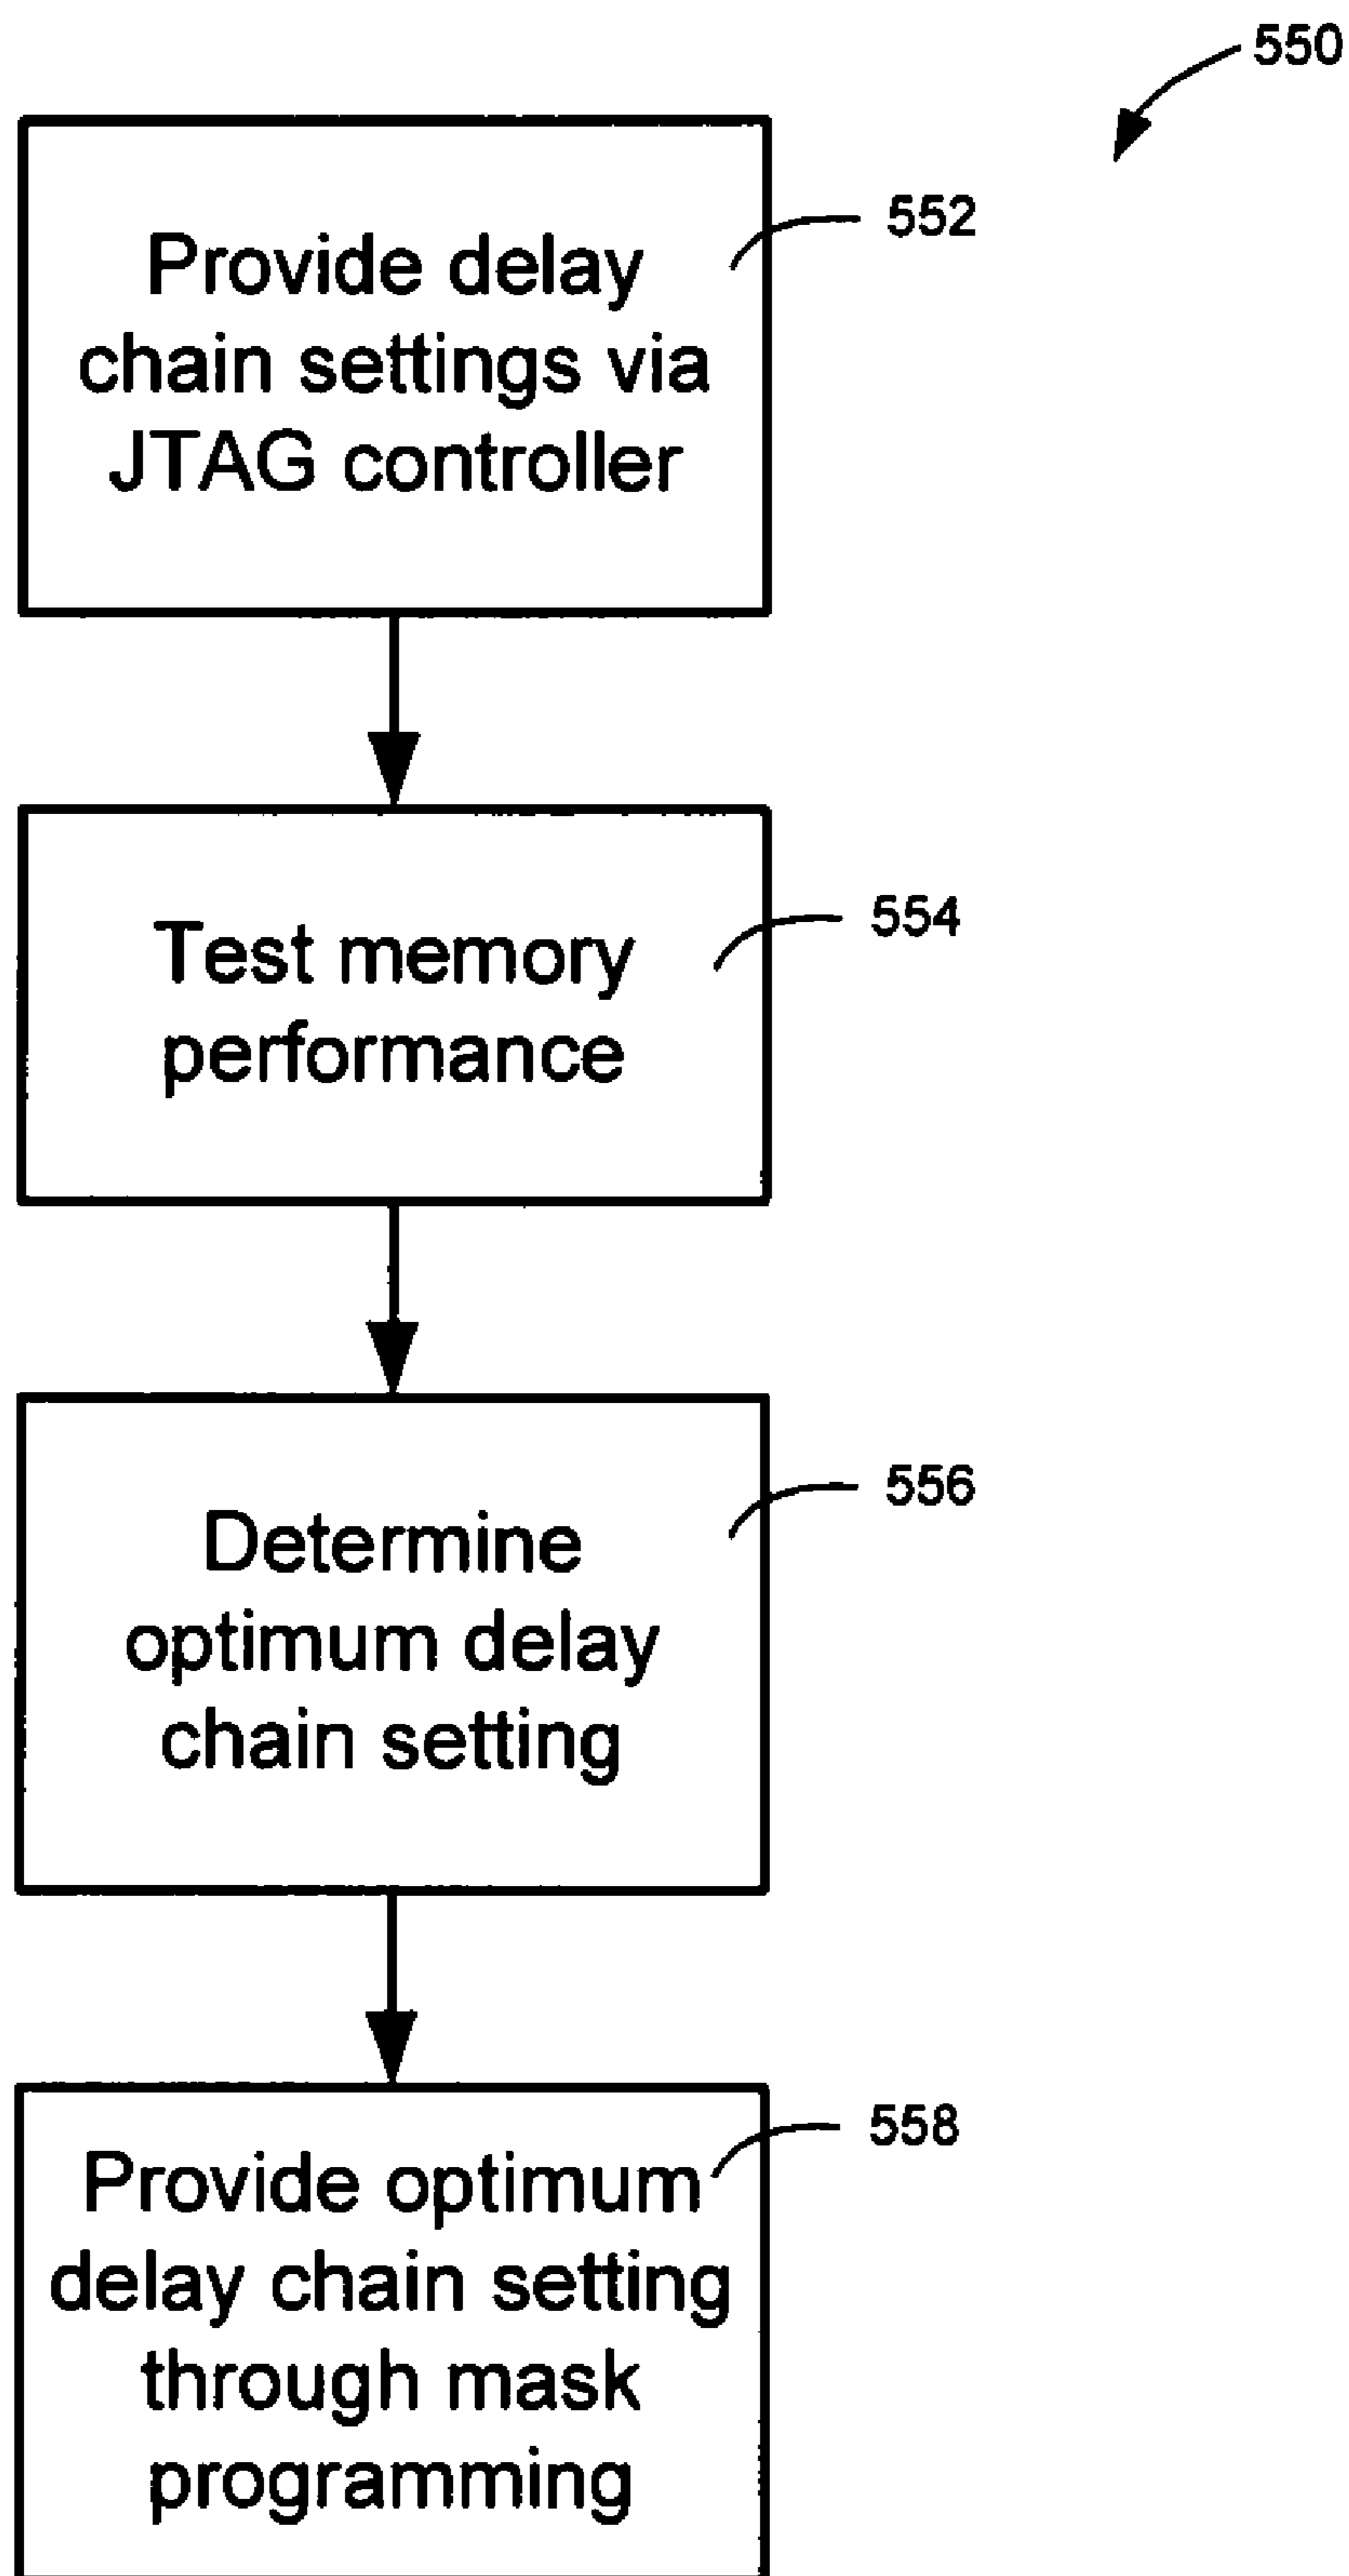 550
552
Provide delay
chain settings via
JTAG controller
554
Test memory
performance
556
Determine
optimum delay
chain setting
558
Provide optimum
delay chain setting
through mask
programming